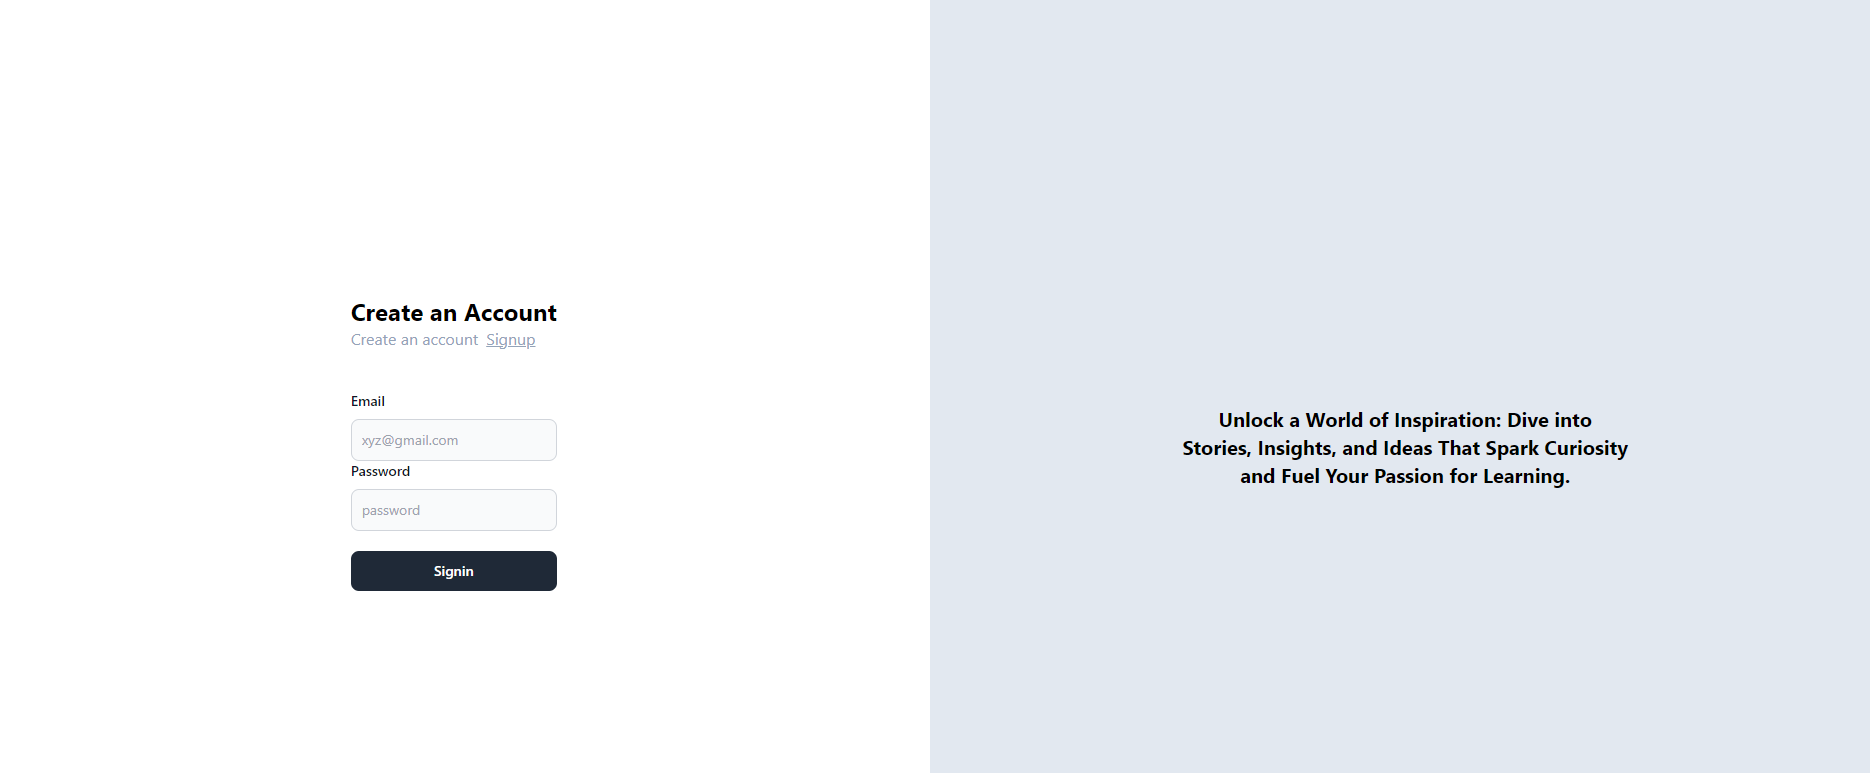 Create an Account
Create an account Signup
Email
xyz@gmail.com
Password
password
Signin
Unlock a World of Inspiration: Dive into
Stories, Insights, and Ideas That Spark Curiosity
and Fuel Your Passion for Learning.